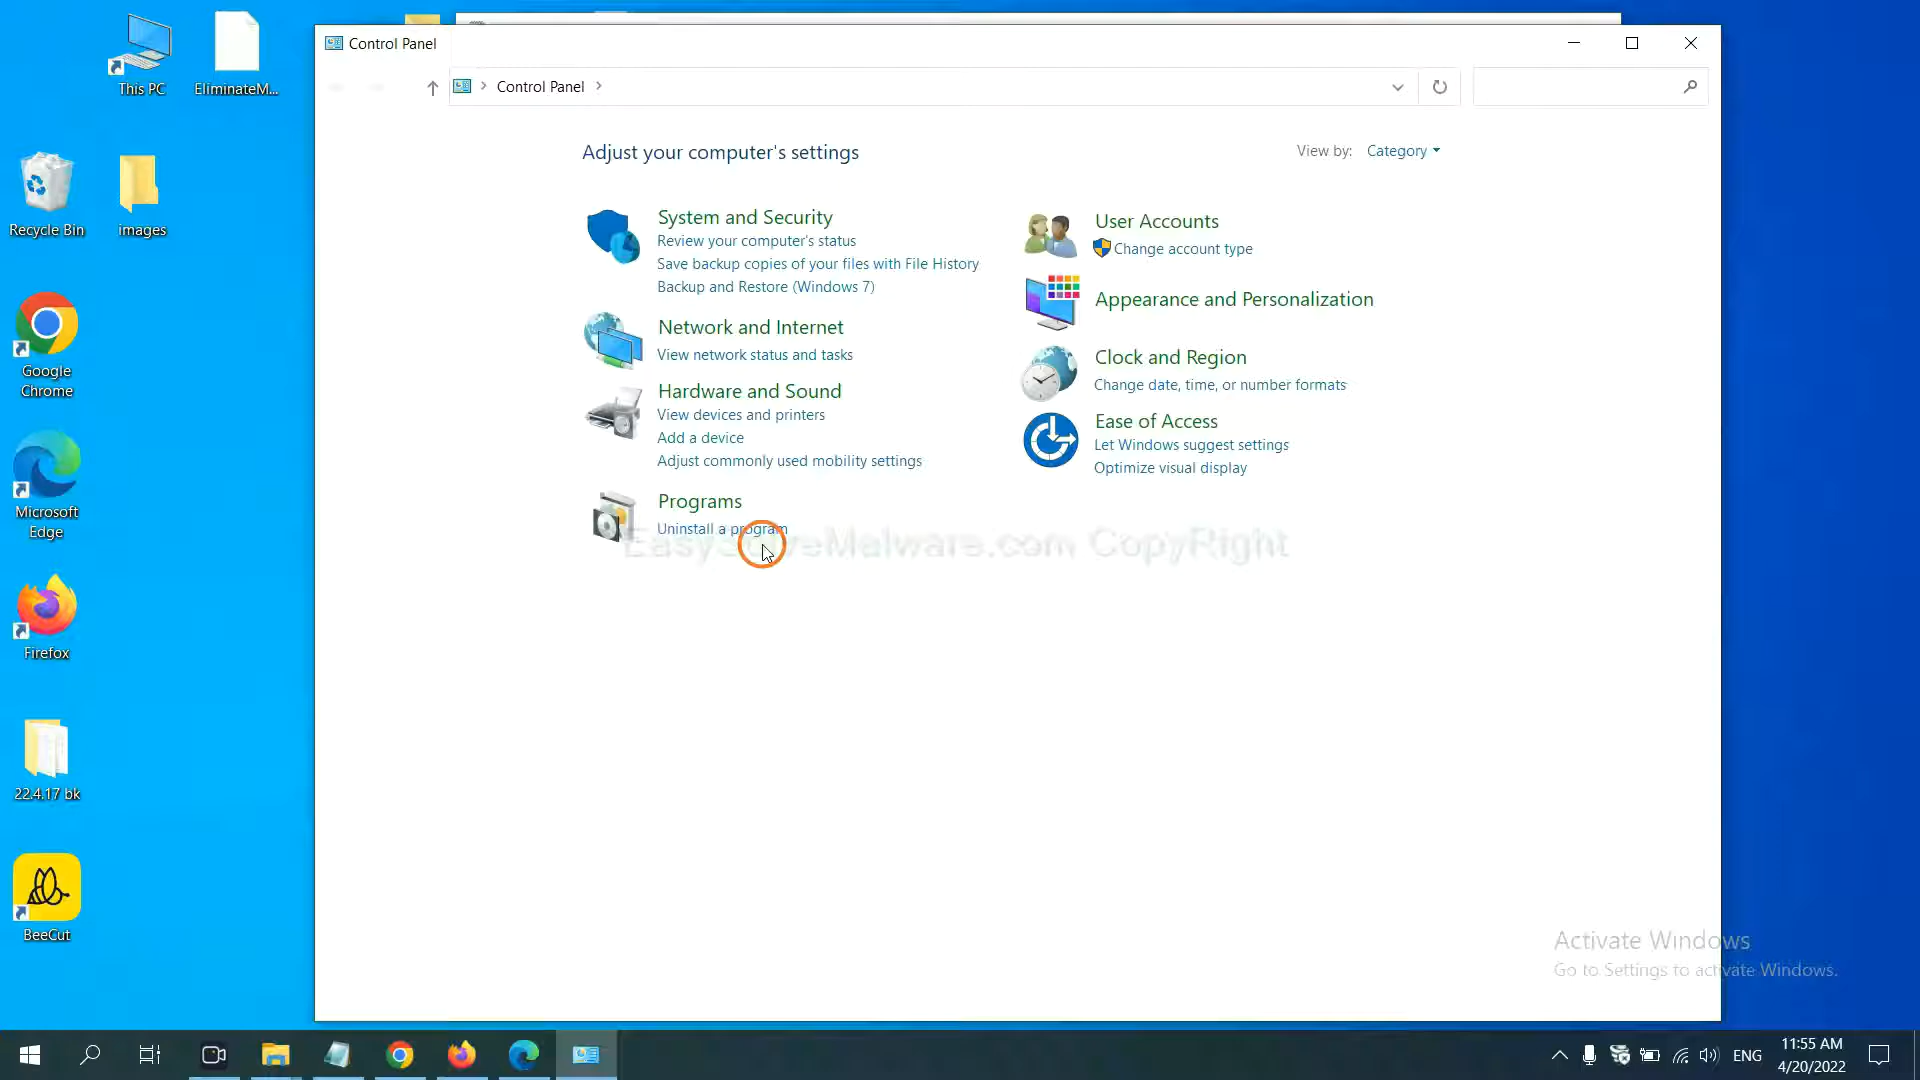 This PC
EliminateM...
Recycle Bin
images
Google
Chrome
Microsoft
Edge
Firefox
22.4.17 bk
BeeCut
Control Panel
Control Panel
Adjust your computer's settings
View by: Category
System and Security
Review your computer's status
Save backup copies of your files with File History
Backup and Restore (Windows 7)
Network and Internet
View network status and tasks
Hardware and Sound
View devices and printers
Add a device
Adjust commonly used mobility settings
Programs
Uninstall a program
User Accounts
Change account type
Appearance and Personalization
Clock and Region
Change date, time, or number formats
Ease of Access
Let Windows suggest settings
Optimize visual display
CopyRight
Activate Windows
Go to Settings to activate Windows.
ENG
11:55 AM
4/20/2022